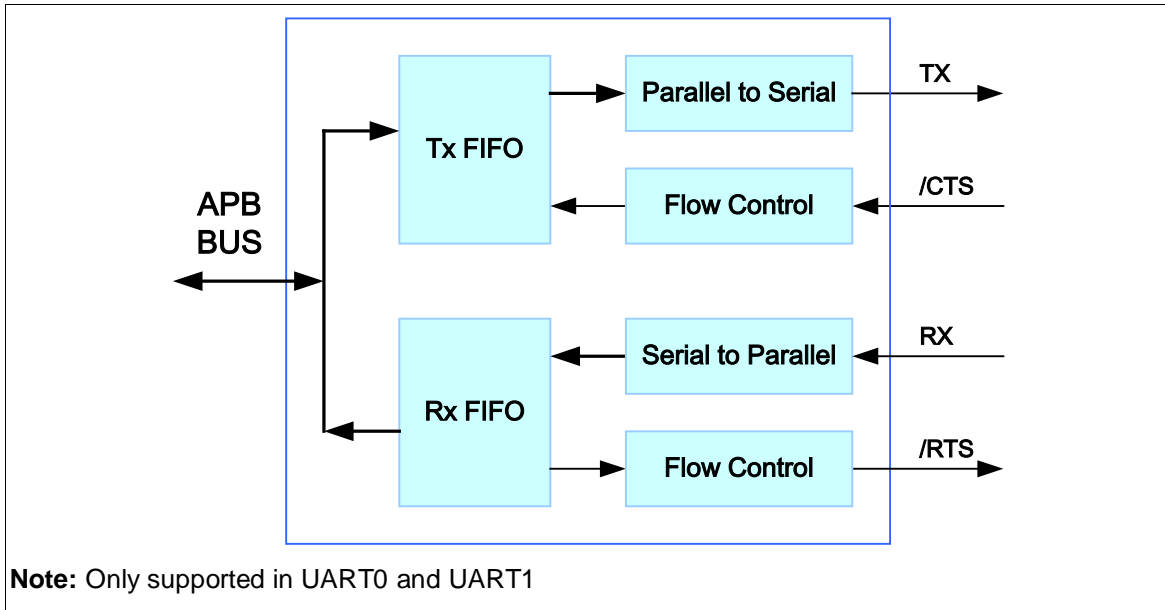 Parallel to Serial
TX
Tx FIFO
/CTS
Flow Control
APB
BUS
RX
Serial to Parallel
Rx FIFO
/RTS
Flow Control
Note: Only supported in UART0 and UART1